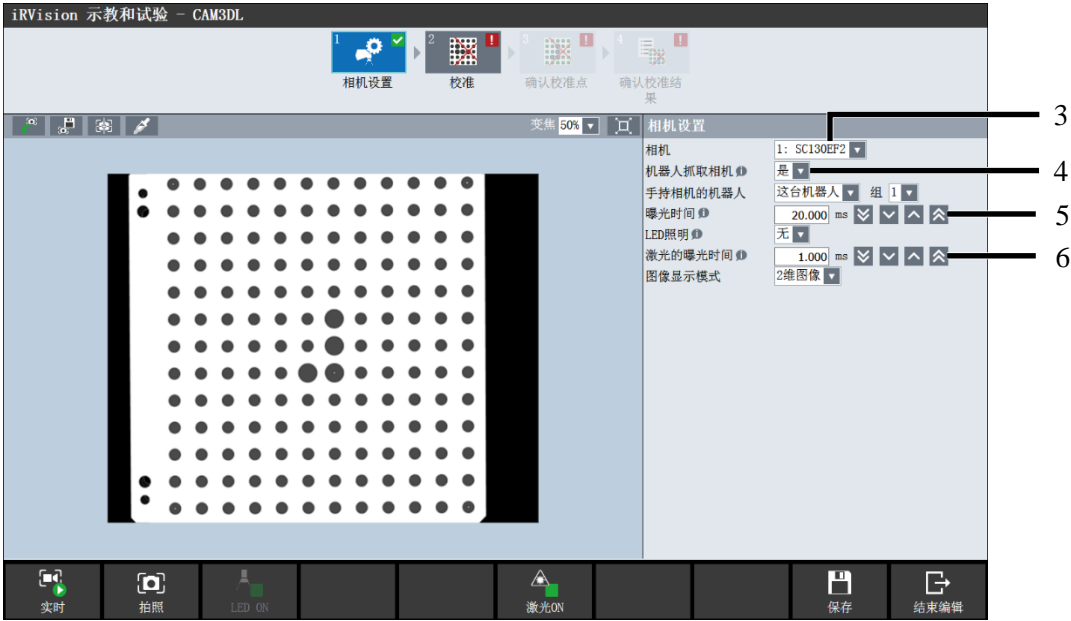 iRVision 示教和试验 - CAM3DL
1 2 3 4
相机设置 校准 确认校准点 确认校准结果
变焦 50%
相机设置
相机 1: SC130EF2
机器人抓取相机 是
手持相机的机器人 这台机器人 组 1
曝光时间 20.000 ms
LED照明 无
激光的曝光时间 1.000 ms
图像显示模式 2维图像
3
4
5
6
实时 拍照 LED ON 激光ON 保存 结束编辑